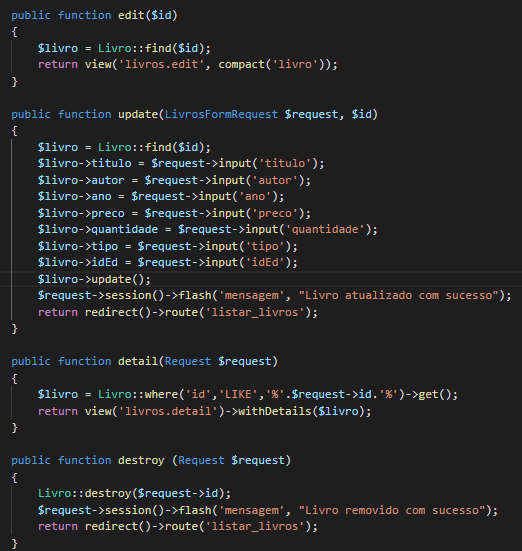 public function edit($id)
{
    $livro = Livro::find($id);
    return view('livros.edit', compact('livro'));
}
public function update(LivrosFormRequest $request, $id)
{
    $livro = Livro::find($id);
    $livro->titulo = $request->input('titulo');
    $livro->autor = $request->input('autor');
    $livro->ano = $request->input('ano');
    $livro->preco = $request->input('preco');
    $livro->quantidade = $request->input('quantidade');
    $livro->tipo = $request->input('tipo');
    $livro->idEd = $request->input('idEd');
    $livro->update();
    $request->session()->flash('mensagem', "Livro atualizado com sucesso");
    return redirect()->route('listar_livros');
}
public function detail(Request $request)
{
    $livro = Livro::where('id','LIKE','%'.$request->id.'%')->get();
    return view('livros.detail')->withDetails($livro);
}
public function destroy (Request $request)
{
    Livro::destroy($request->id);
    $request->session()->flash('mensagem', "Livro removido com sucesso");
    return redirect()->route('listar_livros');
}